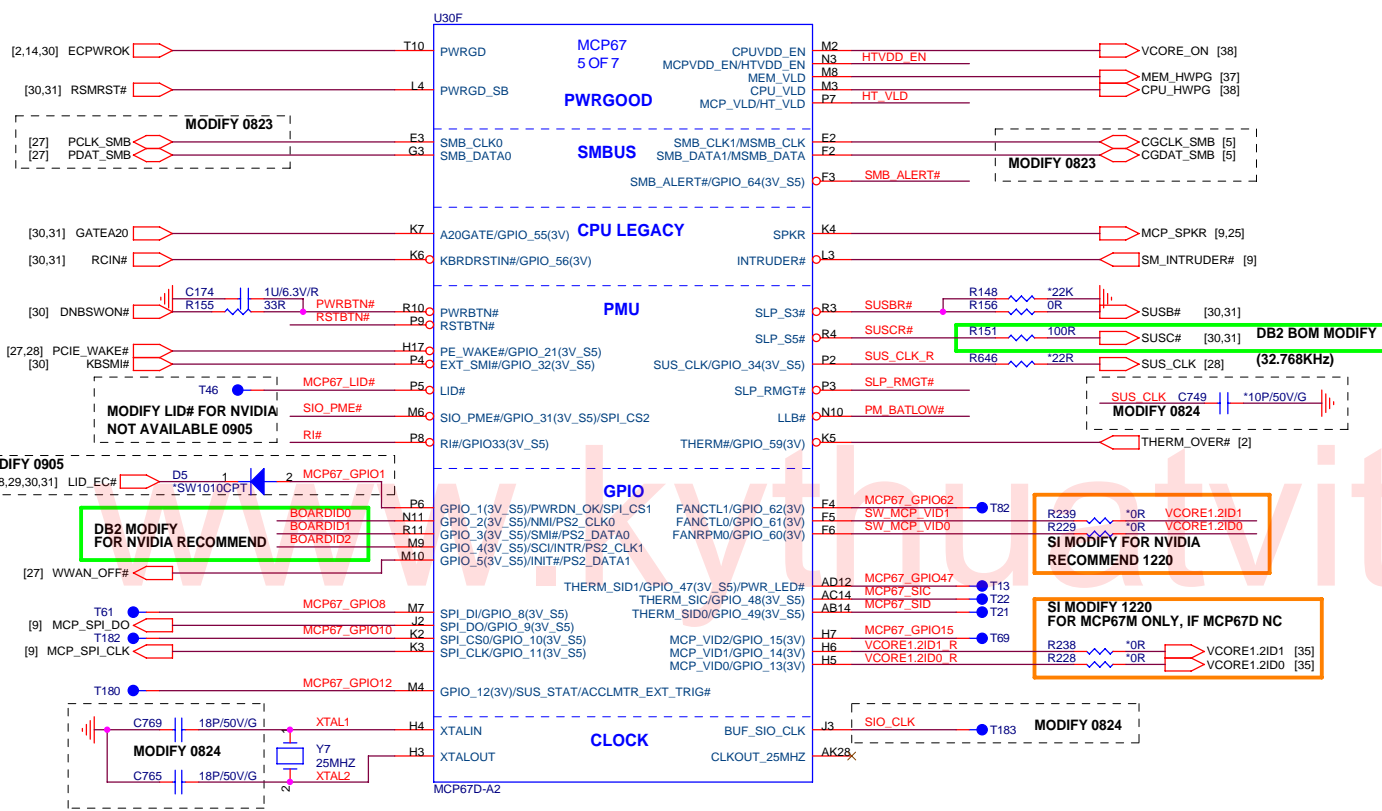 U30F
MCP67
5 OF 7
[2,14,30] ECPWROK T10 PWRGD CPUVDD_EN M2 VCORE_ON [38]
MCPVDD_EN/HTVDD_EN N3 HTVDD_EN
MEM_VLD M8 MEM_HWPG [37]
[30,31] RSMRST# L4 PWRGD_SB CPU_VLD M3 CPU_HWPG [38]
PWRGOOD MCP_VLD/HT_VLD P7 HT_VLD
MODIFY 0823
[27] PCLK_SMB E3 SMB_CLK0 SMB_CLK1/MSMB_CLK E2 CGCLK_SMB [5]
[27] PDAT_SMB G3 SMB_DATA0 SMBUS SMB_DATA1/MSMB_DATA F2 CGDAT_SMB [5]
MODIFY 0823
SMB_ALERT#/GPIO_64(3V_S5) F3 SMB_ALERT#
[30,31] GATEA20 K7 A20GATE/GPIO_55(3V) CPU LEGACY SPKR K4 MCP_SPKR [9,25]
[30,31] RCIN# K6 KBRDRSTIN#/GPIO_56(3V) INTRUDER# L3 SM_INTRUDER# [9]
C174 1U/6.3V/R R148 *22K
[30] DNBSWON# R155 33R PWRBTN# R10 PWRBTN# PMU SLP_S3# R3 SUSBR# R156 0R SUSB# [30,31]
RSTBTN# P9 RSTBTN#
SLP_S5# R4 SUSCR# R151 100R SUSC# [30,31] DB2 BOM MODIFY
[27,28] PCIE_WAKE# H17 PE_WAKE#/GPIO_21(3V_S5)
[30] KBSMI# P4 EXT_SMI#/GPIO_32(3V_S5) SUS_CLK/GPIO_34(3V_S5) P2 SUS_CLK_R R646 *22R SUS_CLK [28] (32.768KHz)
T46 MCP67_LID# P5 LID# SLP_RMGT# P3 SLP_RMGT#
SUS_CLK C749 *10P/50V/G
MODIFY 0824
MODIFY LID# FOR NVIDIA
NOT AVAILABLE 0905
SIO_PME# M6 SIO_PME#/GPIO_31(3V_S5)/SPI_CS2 LLB# N10 PM_BATLOW#
RI# P8 RI#/GPIO33(3V_S5) THERM#/GPIO_59(3V) K5 THERM_OVER# [2]
DIFY 0905
8,29,30,31] LID_EC# D5 1 2 MCP67_GPIO1
*SW1010CPT
GPIO
P6 GPIO_1(3V_S5)/PWRDN_OK/SPI_CS1 FANCTL1/GPIO_62(3V) F4 MCP67_GPIO62 T82
BOARDID0 N11 GPIO_2(3V_S5)/NMI/PS2_CLK0 FANCTL0/GPIO_61(3V) F5 SW_MCP_VID1 R239 *0R VCORE1.2ID1
BOARDID1 R11 GPIO_3(3V_S5)/SMI#/PS2_DATA0 FANRPM0/GPIO_60(3V) F6 SW_MCP_VID0 R229 *0R VCORE1.2ID0
BOARDID2 M9 GPIO_4(3V_S5)/SCI/INTR/PS2_CLK1
DB2 MODIFY
FOR NVIDIA RECOMMEND
SI MODIFY FOR NVIDIA
RECOMMEND 1220
[27] WWAN_OFF# M10 GPIO_5(3V_S5)/INIT#/PS2_DATA1
THERM_SID1/GPIO_47(3V_S5)/PWR_LED# AD12 MCP67_GPIO47 T13
THERM_SIC/GPIO_48(3V_S5) AC14 MCP67_SIC T22
T61 MCP67_GPIO8 M7 SPI_DI/GPIO_8(3V_S5) THERM_SID0/GPIO_49(3V_S5) AB14 MCP67_SID T21
SI MODIFY 1220
FOR MCP67M ONLY, IF MCP67D NC
[9] MCP_SPI_DO J2 SPI_DO/GPIO_9(3V_S5)
T182 MCP67_GPIO10 K2 SPI_CS0/GPIO_10(3V_S5) MCP_VID2/GPIO_15(3V) H7 MCP67_GPIO15 T69
[9] MCP_SPI_CLK K3 SPI_CLK/GPIO_11(3V_S5) MCP_VID1/GPIO_14(3V) H6 VCORE1.2ID1_R R238 *0R VCORE1.2ID1 [35]
MCP_VID0/GPIO_13(3V) H5 VCORE1.2ID0_R R228 *0R VCORE1.2ID0 [35]
T180 MCP67_GPIO12 M4 GPIO_12(3V)/SUS_STAT/ACCLMTR_EXT_TRIG#
C769 18P/50V/G XTAL1 H4 XTALIN CLOCK BUF_SIO_CLK J3 SIO_CLK T183 MODIFY 0824
MODIFY 0824
1 Y7
25MHZ
H3 XTALOUT CLKOUT_25MHZ AK28
C765 18P/50V/G XTAL2
2
MCP67D-A2
www.kythuatvit